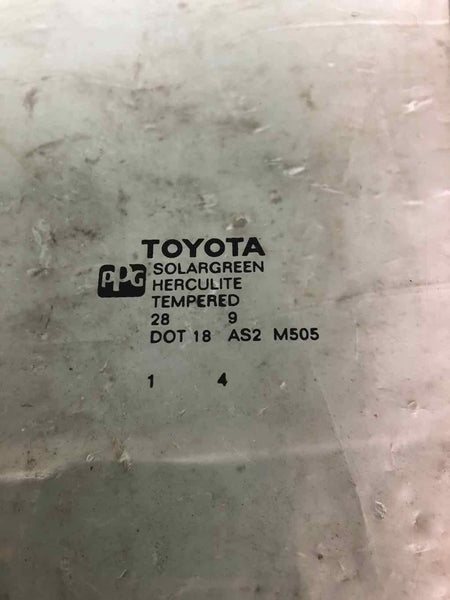 TOYOTA
PPG SOLARGREEN
HERCULITE
TEMPERED
28 9
DOT 18 AS2 M505
1 4